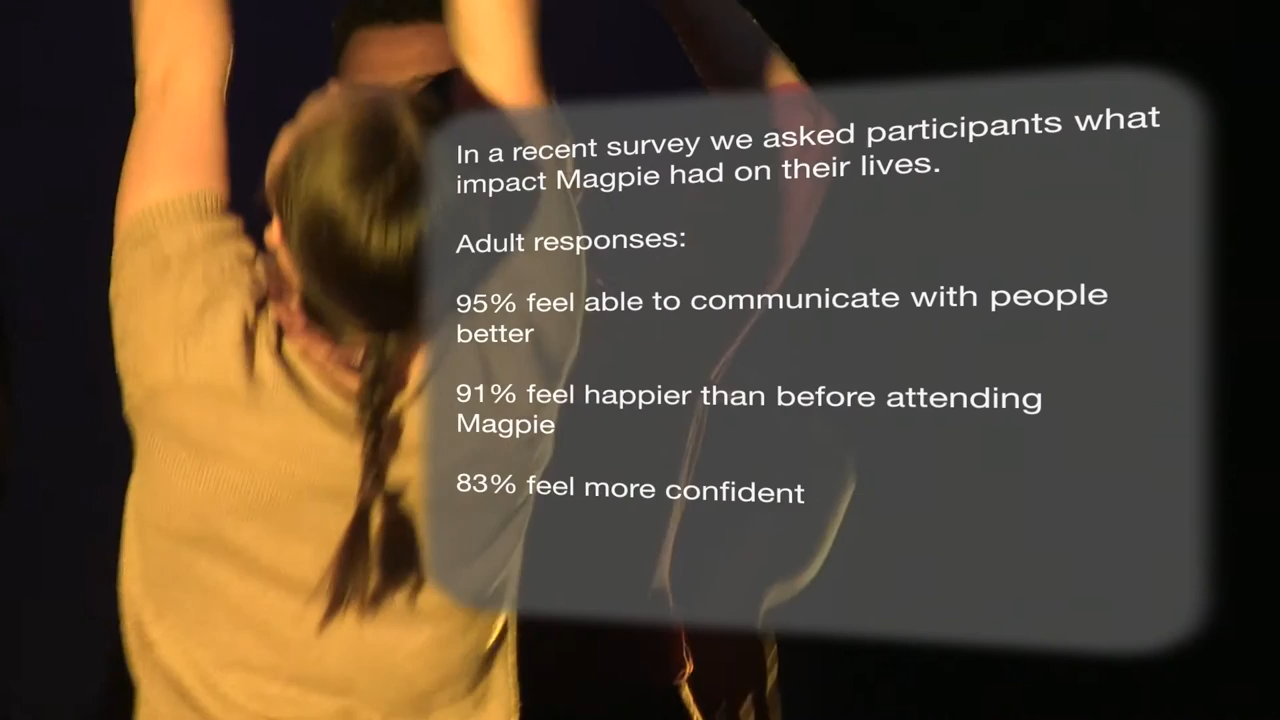 In a recent survey we asked participants what
impact Magpie had on their lives.
Adult responses:
95% feel able to communicate with people
better
91% feel happier than before attending
Magpie
83% feel more confident